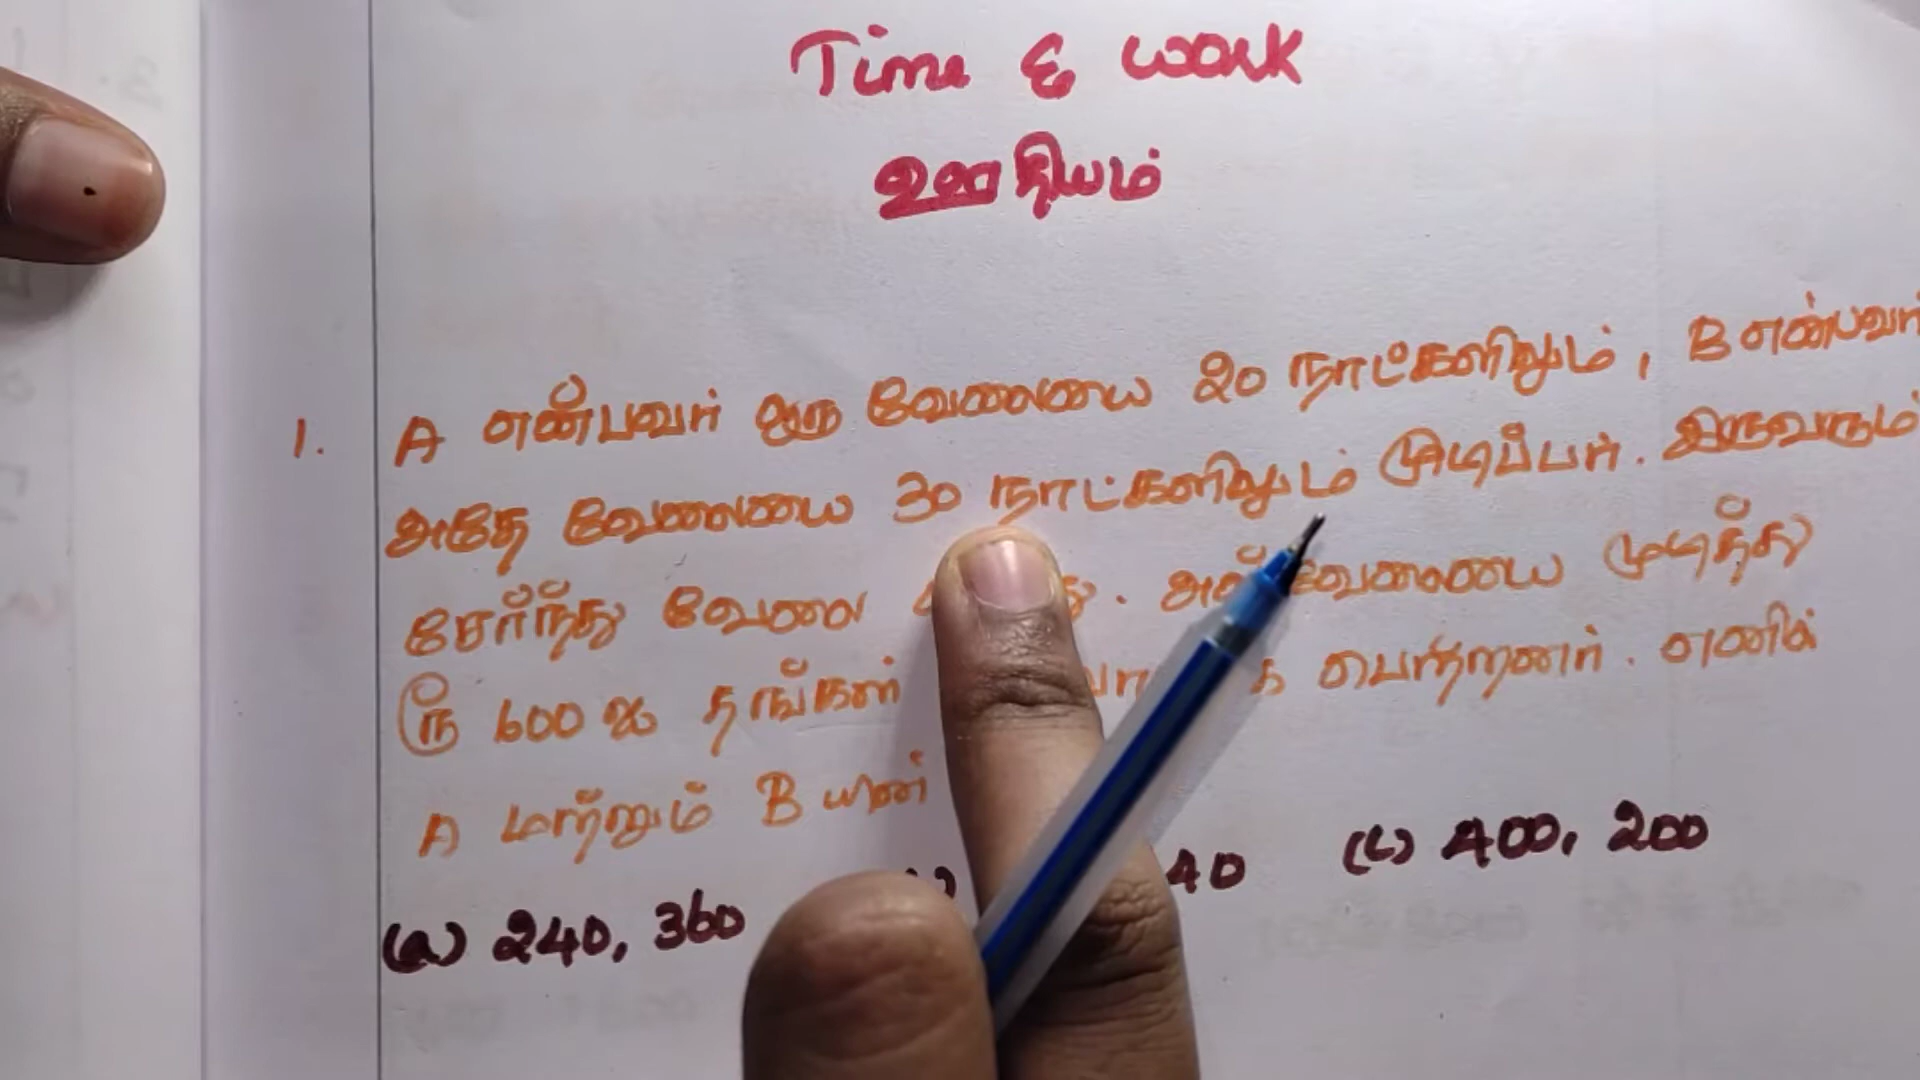 Time & work
ஊதியம்
1. A என்பவர் ஒரு வேலையை 20 நாட்களிலும், B என்பவர்
அதே வேலையை 30 நாட்களிலும் முடிப்பர். இருவரும்
சேர்ந்து வேலை அவ்வேலையை முடித்து
ரூ 600 ஐ தங்கள் பெற்றனர். எனில்
A மற்றும் B யின்
(a) 240, 360 40 (c) 400, 200